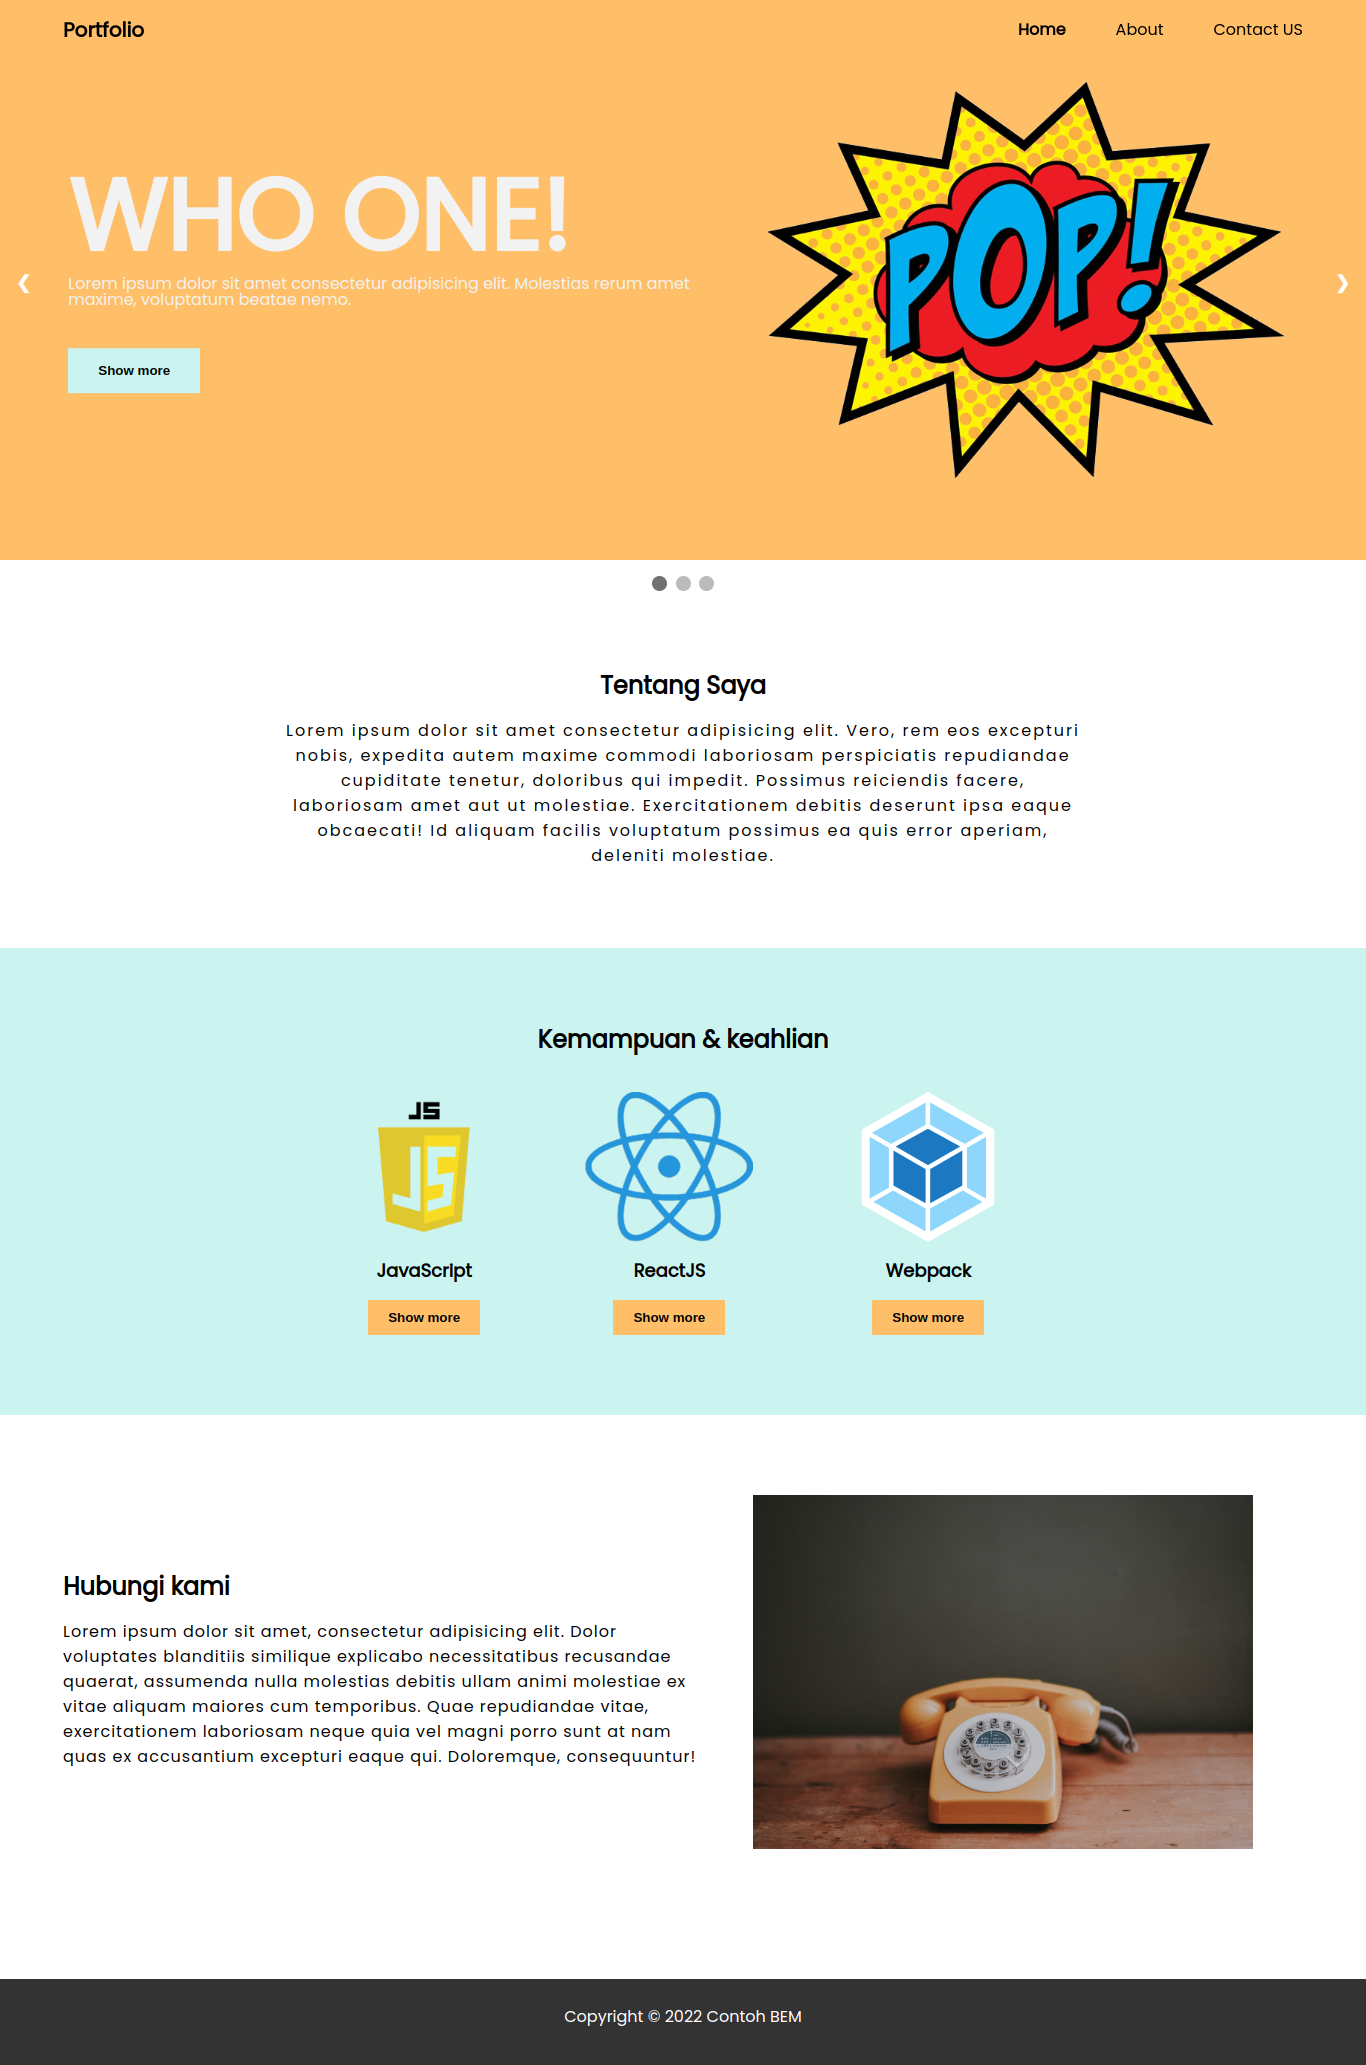 Portfolio
Home
About
Contact US
WHO ONE!
Lorem ipsum dolor sit amet consectetur adipisicing elit. Molestias rerum amet
maxime, voluptatum beatae nemo.
Show more
POP!
❮
❯
Tentang Saya
Lorem ipsum dolor sit amet consectetur adipisicing elit. Vero, rem eos excepturi
nobis, expedita autem maxime commodi laboriosam perspiciatis repudiandae
cupiditate tenetur, doloribus qui impedit. Possimus reiciendis facere,
laboriosam amet aut ut molestiae. Exercitationem debitis deserunt ipsa eaque
obcaecati! Id aliquam facilis voluptatum possimus ea quis error aperiam,
deleniti molestiae.
Kemampuan & keahlian
JS
JS
JavaScript
Show more
ReactJS
Show more
Webpack
Show more
Hubungi kami
Lorem ipsum dolor sit amet, consectetur adipisicing elit. Dolor
voluptates blanditiis similique explicabo necessitatibus recusandae
quaerat, assumenda nulla molestias debitis ullam animi molestiae ex
vitae aliquam maiores cum temporibus. Quae repudiandae vitae,
exercitationem laboriosam neque quia vel magni porro sunt at nam
quas ex accusantium excepturi eaque qui. Doloremque, consequuntur!
Copyright © 2022 Contoh BEM